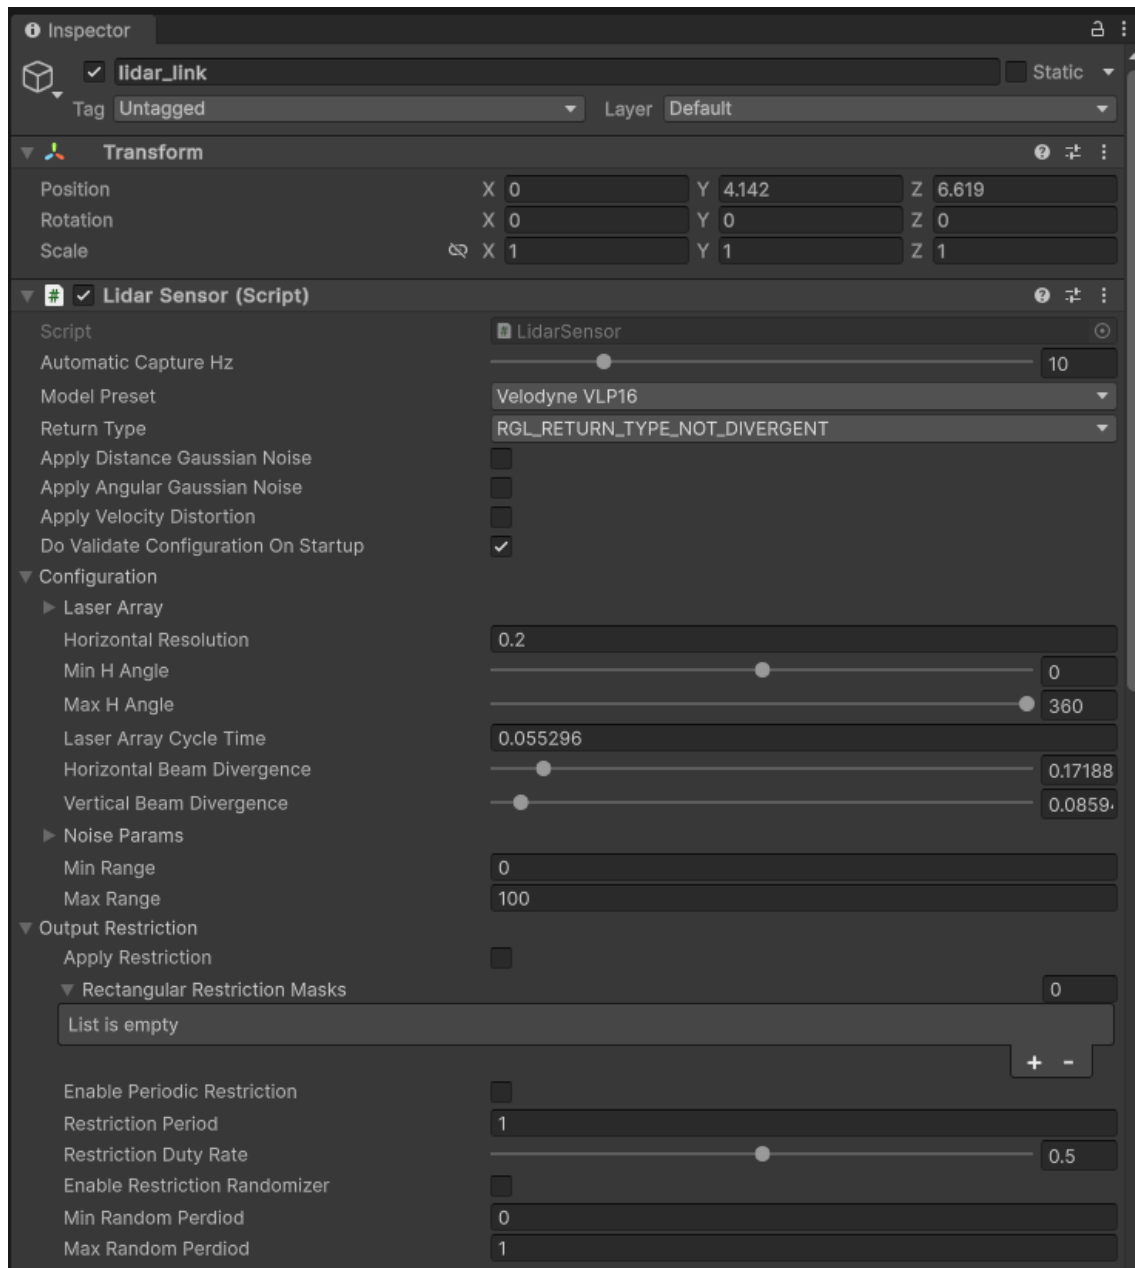 Inspector
lidar_link Static
Tag Untagged Layer Default
Transform
Position X 0 Y 4.142 Z 6.619
Rotation X 0 Y 0 Z 0
Scale X 1 Y 1 Z 1
# Lidar Sensor (Script)
Script # LidarSensor
Automatic Capture Hz 10
Model Preset Velodyne VLP16
Return Type RGL_RETURN_TYPE_NOT_DIVERGENT
Apply Distance Gaussian Noise
Apply Angular Gaussian Noise
Apply Velocity Distortion
Do Validate Configuration On Startup
Configuration
Laser Array
Horizontal Resolution 0.2
Min H Angle 0
Max H Angle 360
Laser Array Cycle Time 0.055296
Horizontal Beam Divergence 0.17188
Vertical Beam Divergence 0.0859
Noise Params
Min Range 0
Max Range 100
Output Restriction
Apply Restriction
Rectangular Restriction Masks 0
List is empty
+ -
Enable Periodic Restriction
Restriction Period 1
Restriction Duty Rate 0.5
Enable Restriction Randomizer
Min Random Perdiod 0
Max Random Perdiod 1